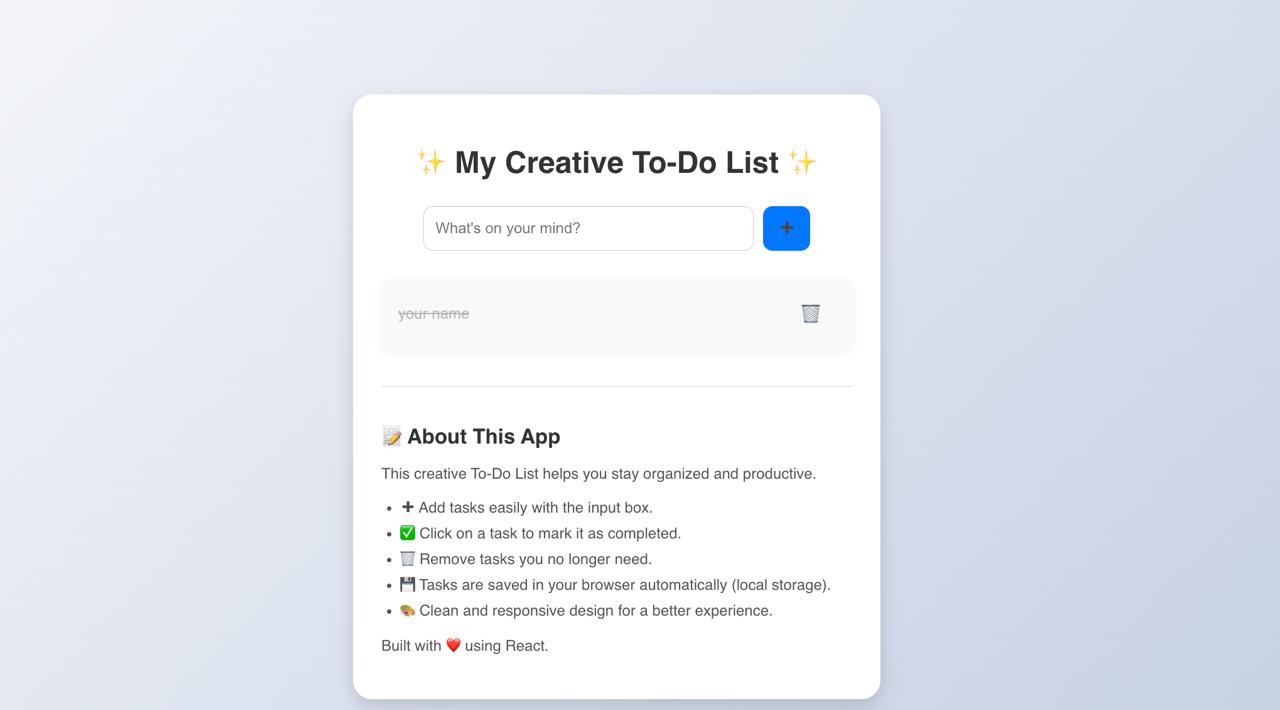 ✨ My Creative To-Do List ✨
What's on your mind?
➕
your name
🗑️
📝 About This App
This creative To-Do List helps you stay organized and productive.
• ➕ Add tasks easily with the input box.
• ✅ Click on a task to mark it as completed.
• 🗑️ Remove tasks you no longer need.
• 💾 Tasks are saved in your browser automatically (local storage).
• 🎨 Clean and responsive design for a better experience.
Built with ❤️ using React.